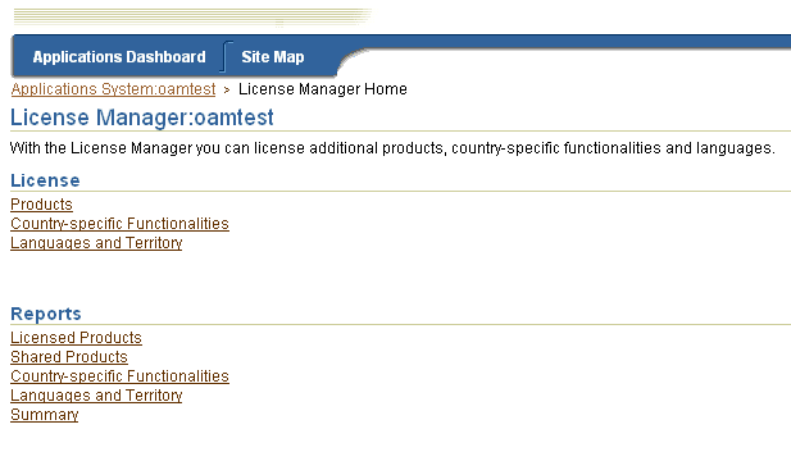 Applications Dashboard Site Map
Applications System:oamtest > License Manager Home
License Manager:oamtest
With the License Manager you can license additional products, country-specific functionalities and languages.
License
Products
Country-specific Functionalities
Languages and Territory
Reports
Licensed Products
Shared Products
Country-specific Functionalities
Languages and Territory
Summary